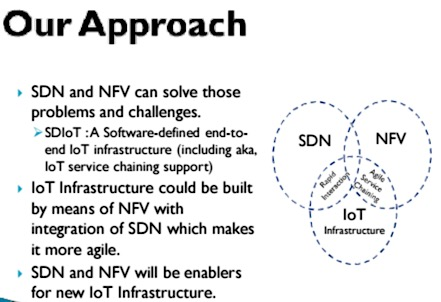 Our Approach
SDN and NFV can solve those
problems and challenges.
SDIoT :A Software-defined end-to-
end IoT infrastructure (including aka,
IoT service chaining support)
IoT Infrastructure could be built
by means of NFV with
integration of SDN which makes
it more agile.
SDN and NFV will be enablers
for new IoT Infrastructure.
SDN
NFV
Rapid
Interaction
Agile
Service
Chaining
IoT
Infrastructure